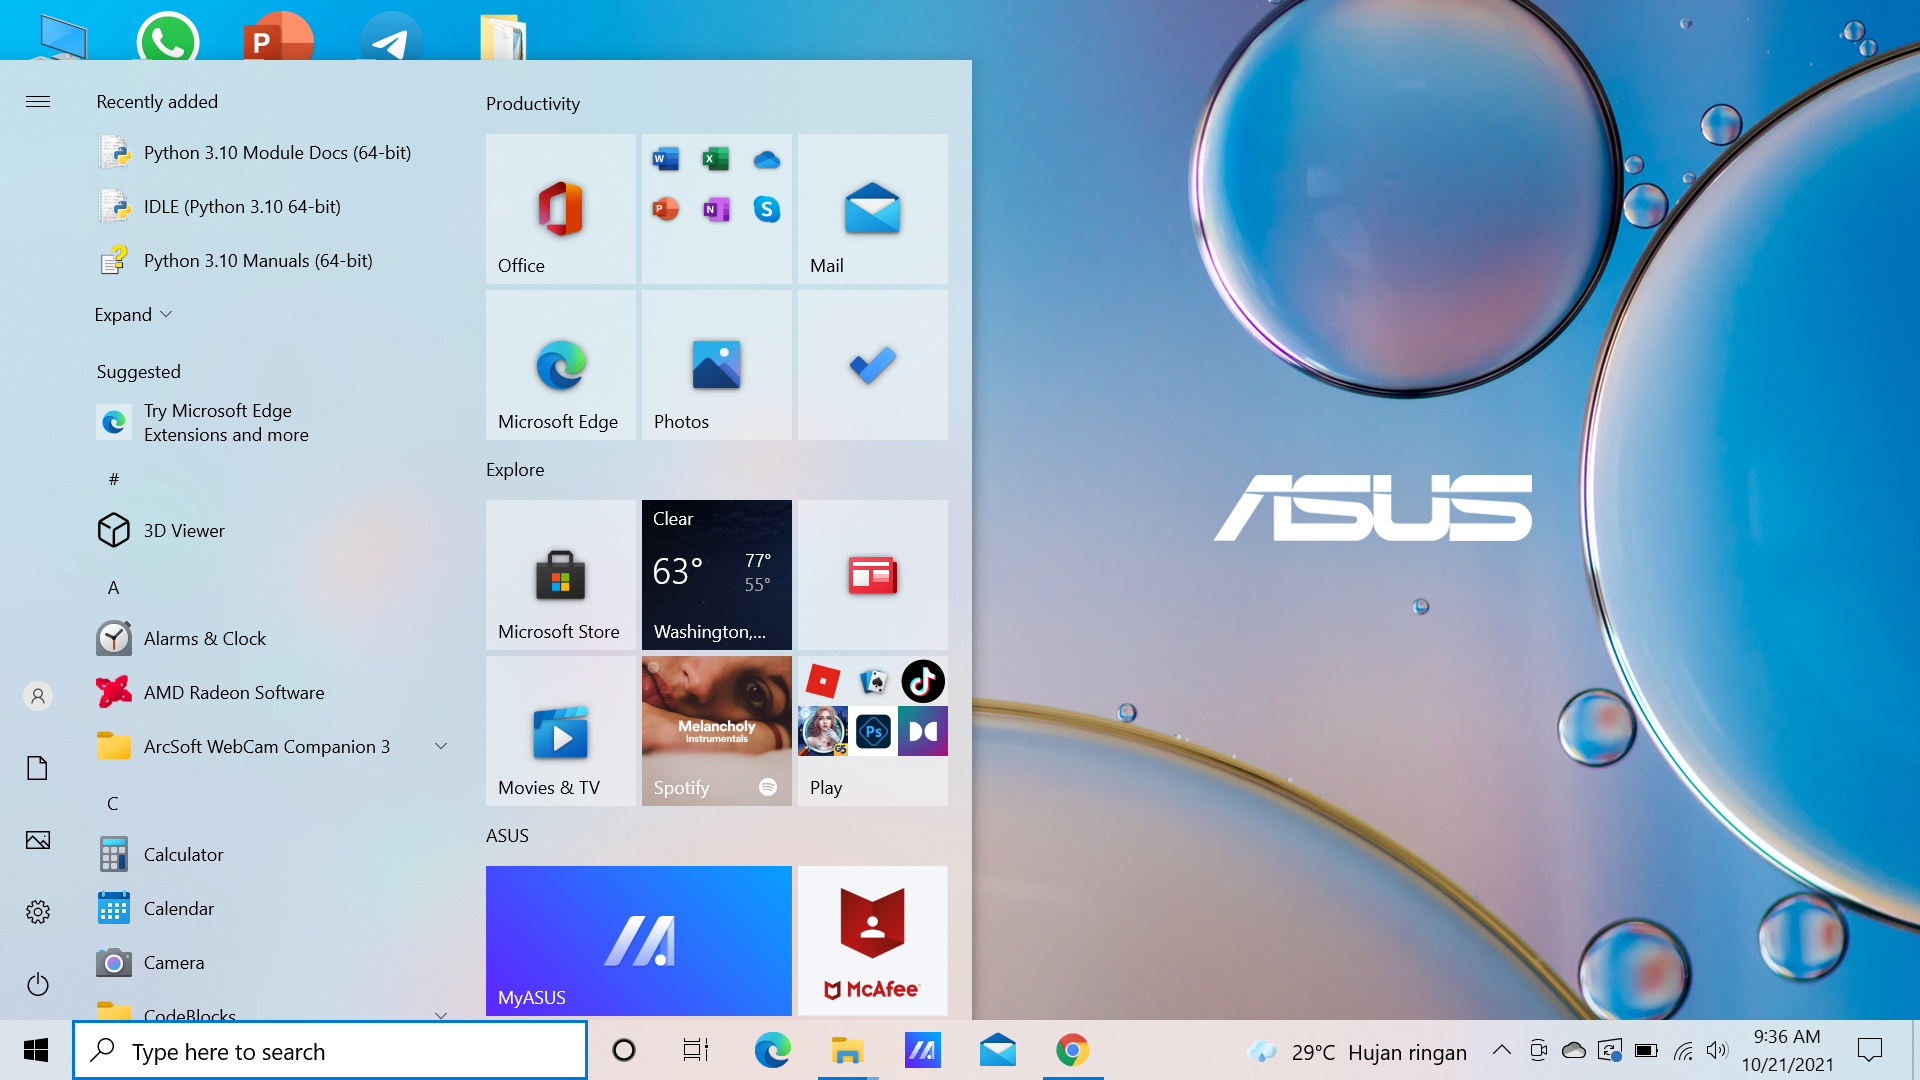 Recently added
Python 3.10 Module Docs (64-bit)
IDLE (Python 3.10 64-bit)
Python 3.10 Manuals (64-bit)
Expand
Suggested
Try Microsoft Edge
Extensions and more
#
3D Viewer
A
Alarms & Clock
AMD Radeon Software
ArcSoft WebCam Companion 3
C
Calculator
Calendar
Camera
CodeBlocks
Productivity
Office
Mail
Microsoft Edge
Photos
Explore
Microsoft Store
Clear
63°
77°
55°
Washington,...
Movies & TV
Melancholy
Instrumentals
Spotify
Ps
Play
ASUS
MyASUS
McAfee
ASUS
Type here to search
29°C Hujan ringan
9:36 AM
10/21/2021